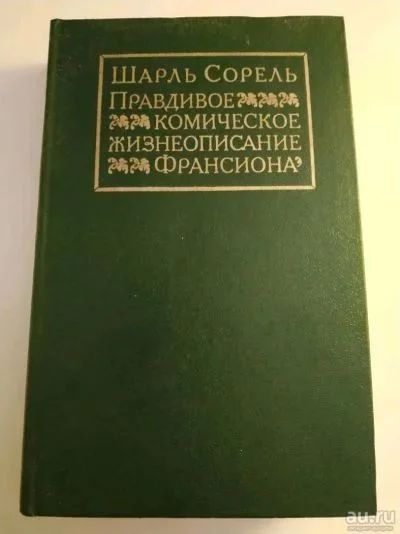 Шарль Сорель
Правдивое
комическое
жизнеописание
Франсиона
au.ru